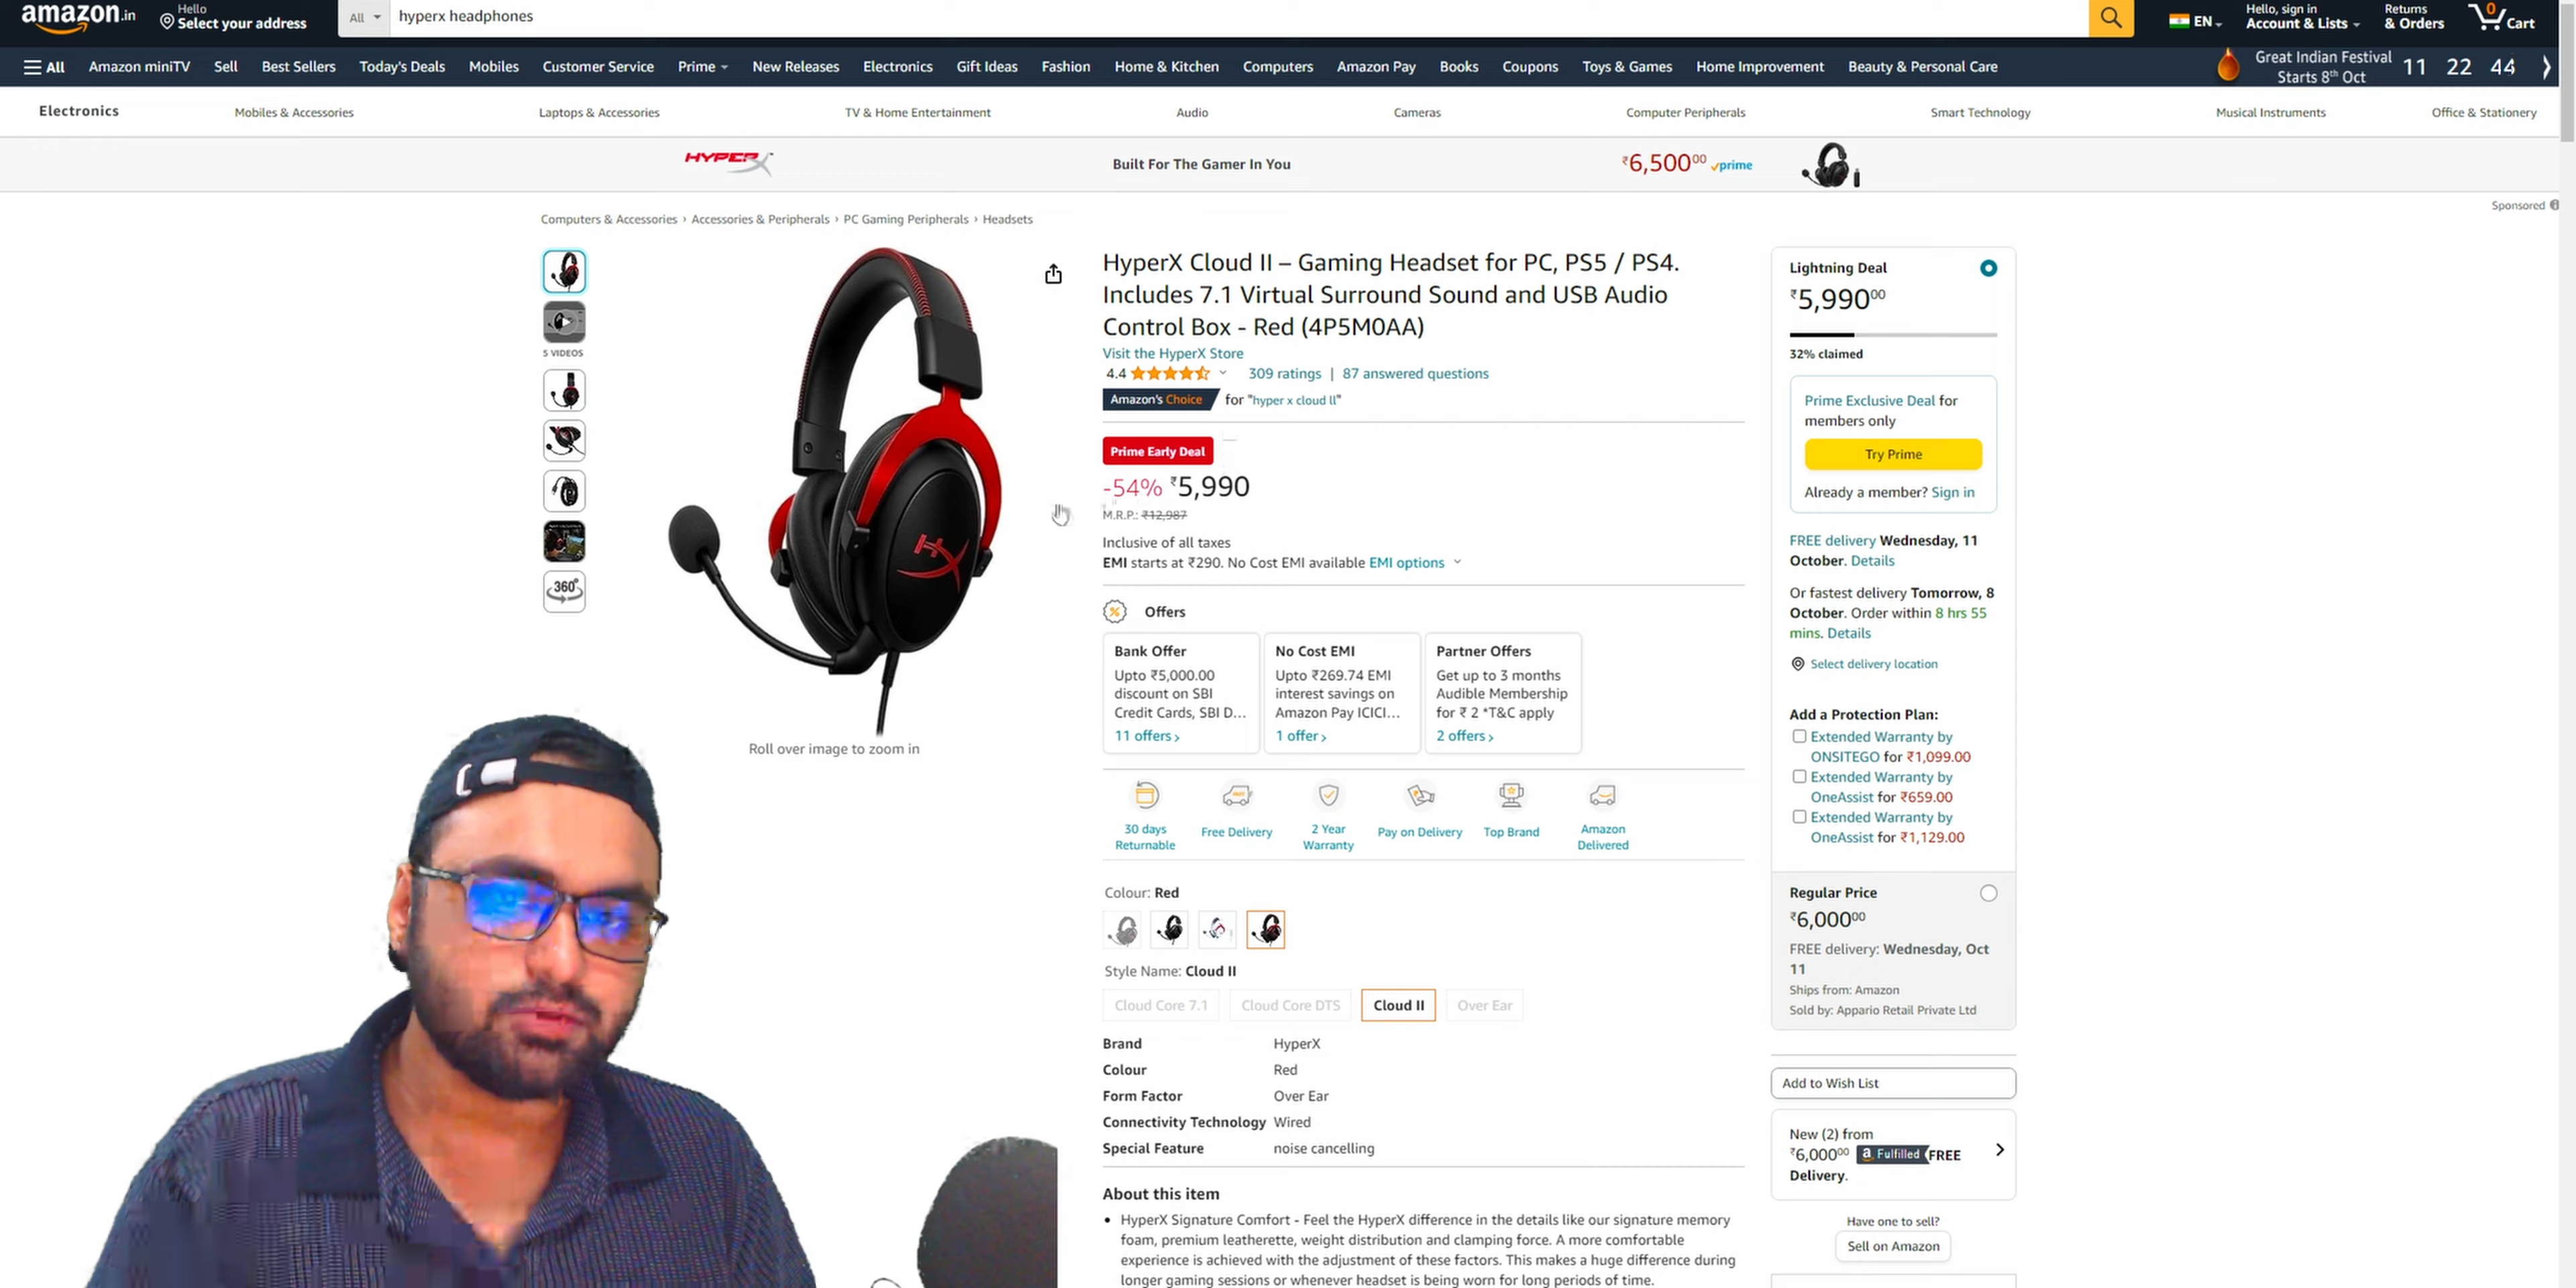 amazon.in
Hello
Select your address
All
hyperx headphones
EN
Hello, sign in
Account & Lists
Returns
& Orders
0
Cart
All
Amazon miniTV
Sell
Best Sellers
Today's Deals
Mobiles
Customer Service
Prime
New Releases
Electronics
Gift Ideas
Fashion
Home & Kitchen
Computers
Amazon Pay
Books
Coupons
Toys & Games
Home Improvement
Beauty & Personal Care
Great Indian Festival
Starts 8th Oct
11 22 44
Electronics
Mobiles & Accessories
Laptops & Accessories
TV & Home Entertainment
Audio
Cameras
Computer Peripherals
Smart Technology
Musical Instruments
Office & Stationery
HYPERX
Built For The Gamer In You
₹6,50000 prime
Sponsored
Computers & Accessories › Accessories & Peripherals › PC Gaming Peripherals › Headsets
5 VIDEOS
360°
HX
Roll over image to zoom in
HyperX Cloud II – Gaming Headset for PC, PS5 / PS4.
Includes 7.1 Virtual Surround Sound and USB Audio
Control Box - Red (4P5M0AA)
Visit the HyperX Store
4.4
309 ratings | 87 answered questions
Amazon's Choice for "hyper x cloud ll"
Prime Early Deal
-54% ₹5,990
M.R.P.: ₹12,987
Inclusive of all taxes
EMI starts at ₹290. No Cost EMI available EMI options
Offers
Bank Offer
Upto ₹5,000.00
discount on SBI
Credit Cards, SBI D...
11 offers ›
No Cost EMI
Upto ₹269.74 EMI
interest savings on
Amazon Pay ICICI...
1 offer ›
Partner Offers
Get up to 3 months
Audible Membership
for ₹ 2 *T&C apply
2 offers ›
30 days
Returnable
Free Delivery
2 Year
Warranty
Pay on Delivery
Top Brand
Amazon
Delivered
Colour: Red
Style Name: Cloud II
Cloud Core 7.1
Cloud Core DTS
Cloud II
Over Ear
Brand HyperX
Colour Red
Form Factor Over Ear
Connectivity Technology Wired
Special Feature noise cancelling
About this item
• HyperX Signature Comfort - Feel the HyperX difference in the details like our signature memory
foam, premium leatherette, weight distribution and clamping force. A more comfortable
experience is achieved with the adjustment of these factors. This makes a huge difference during
longer gaming sessions or whenever headset is being worn for long periods of time.
Lightning Deal
₹5,99000
32% claimed
Prime Exclusive Deal for
members only
Try Prime
Already a member? Sign in
FREE delivery Wednesday, 11
October. Details
Or fastest delivery Tomorrow, 8
October. Order within 8 hrs 55
mins. Details
Select delivery location
Add a Protection Plan:
Extended Warranty by
ONSITEGO for ₹1,099.00
Extended Warranty by
OneAssist for ₹659.00
Extended Warranty by
OneAssist for ₹1,129.00
Regular Price
₹6,00000
FREE delivery: Wednesday, Oct
11
Ships from: Amazon
Sold by: Appario Retail Private Ltd
Add to Wish List
New (2) from
₹6,00000 a Fulfilled FREE
Delivery.
Have one to sell?
Sell on Amazon